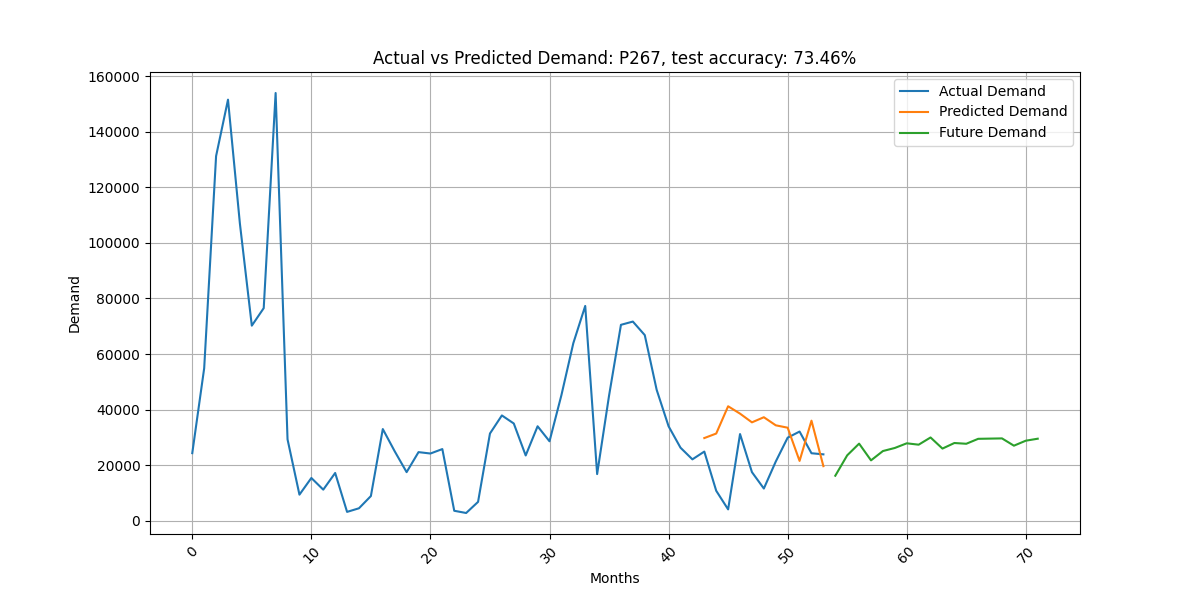 Actual vs Predicted Demand: P267, test accuracy: 73.46%
Actual Demand
Predicted Demand
Future Demand
Demand
160000
140000
120000
100000
80000
60000
40000
20000
0
0 10 20 30 40 50 60 70
Months